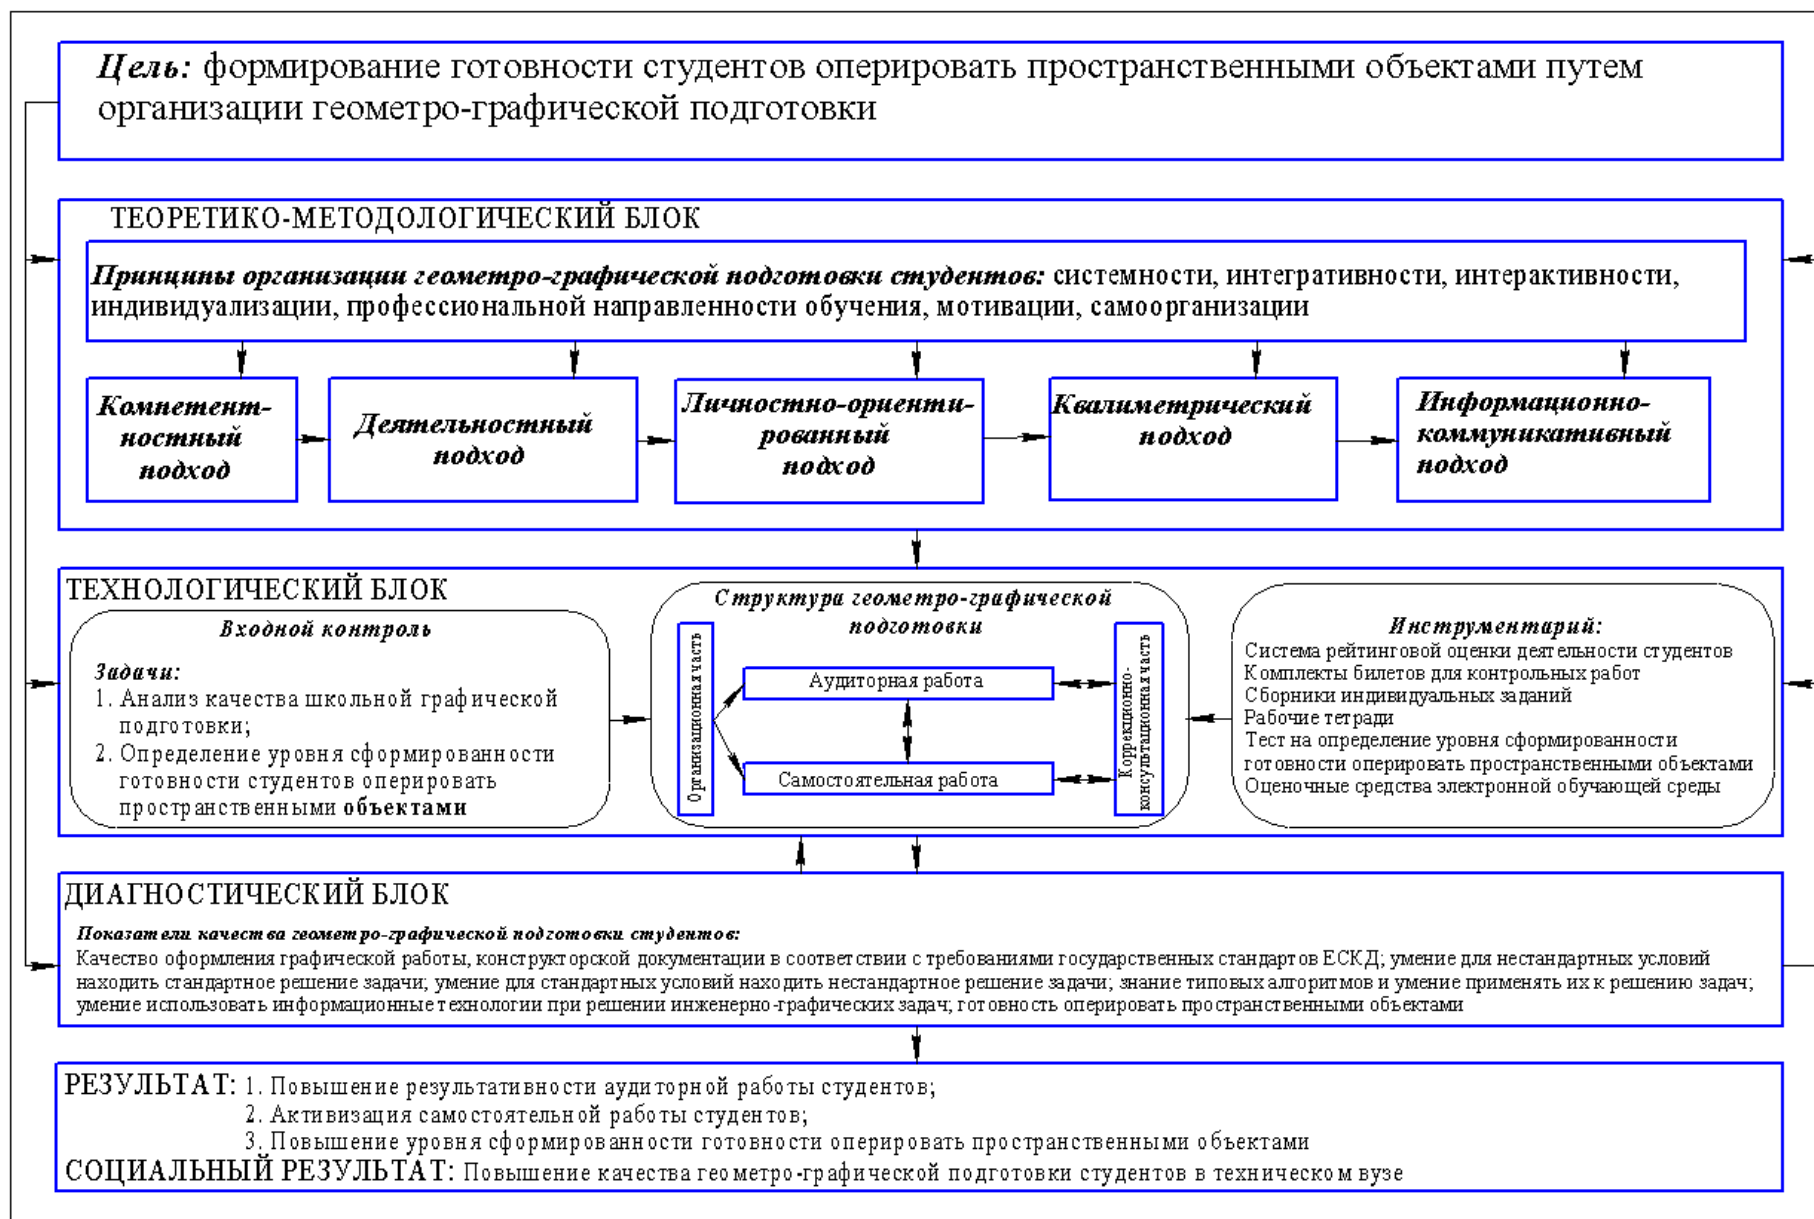 Цель: формирование готовности студентов оперировать пространственными объектами путем
организации геометро-графической подготовки
ТЕОРЕТИКО-МЕТОДОЛОГИЧЕСКИЙ БЛОК
Принципы организации геометро-графической подготовки студентов: системности, интегративности, интерактивности,
индивидуализации, профессиональной направленности обучения, мотивации, самоорганизации
Компетент-
ностный
подход
Деятельностный
подход
Личностно-ориенти-
рованный
подход
Квалиметрический
подход
Информационно-
коммуникативный
подход
ТЕХНОЛОГИЧЕСКИЙ БЛОК
Входной контроль
Задачи:
1. Анализ качества школьной графической
подготовки;
2. Определение уровня сформированности
готовности студентов оперировать
пространственными объектами
Структура геометро-графической
подготовки
Организационная часть
Аудиторная работа
Самостоятельная работа
Коррекционно-
консультационная часть
Инструментарий:
Система рейтинговой оценки деятельности студентов
Комплекты билетов для контрольных работ
Сборники индивидуальных заданий
Рабочие тетради
Тест на определение уровня сформированности
готовности оперировать пространственными объектами
Оценочные средства электронной обучающей среды
ДИАГНОСТИЧЕСКИЙ БЛОК
Показатели качества геометро-графической подготовки студентов:
Качество оформления графической работы, конструкторской документации в соответствии с требованиями государственных стандартов ЕСКД; умение для нестандартных условий
находить стандартное решение задачи; умение для стандартных условий находить нестандартное решение задачи; знание типовых алгоритмов и умение применять их к решению задач;
умение использовать информационные технологии при решении инженерно-графических задач; готовность оперировать пространственными объектами
РЕЗУЛЬТАТ: 1. Повышение результативности аудиторной работы студентов;
2. Активизация самостоятельной работы студентов;
3. Повышение уровня сформированности готовности оперировать пространственными объектами
СОЦИАЛЬНЫЙ РЕЗУЛЬТАТ: Повышение качества геометро-графической подготовки студентов в техническом вузе